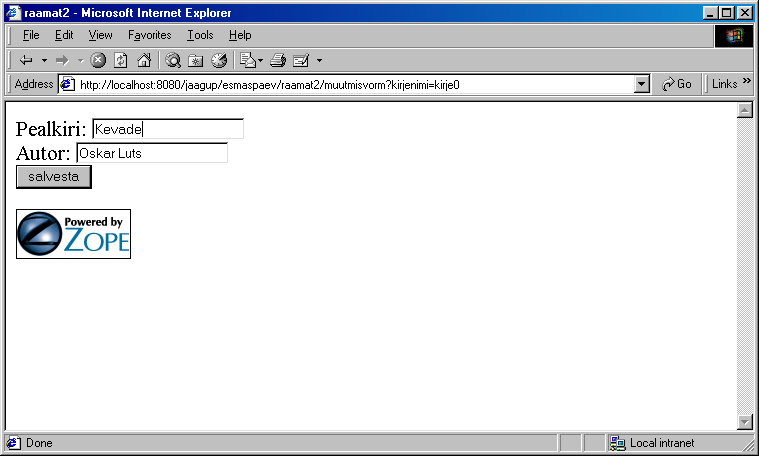 raamat2 - Microsoft Internet Explorer
File Edit View Favorites Tools Help
Address http://localhost:8080/jaagup/esmaspaev/raamat2/muutmisvorm?kirjenimi=kirje0 Go Links »
Pealkiri: Kevade
Autor: Oskar Luts
salvesta
Powered by
ZOPE
Done Local intranet